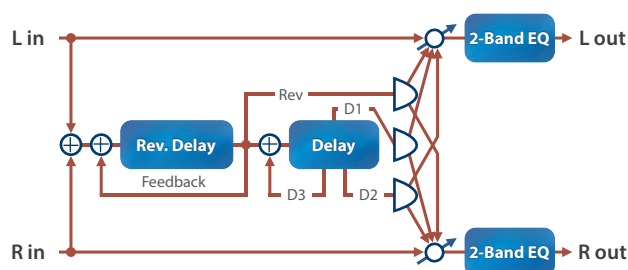 L in
2-Band EQ
L out
Rev
D1
Rev. Delay
Delay
Feedback
D3
D2
R in
2-Band EQ
R out